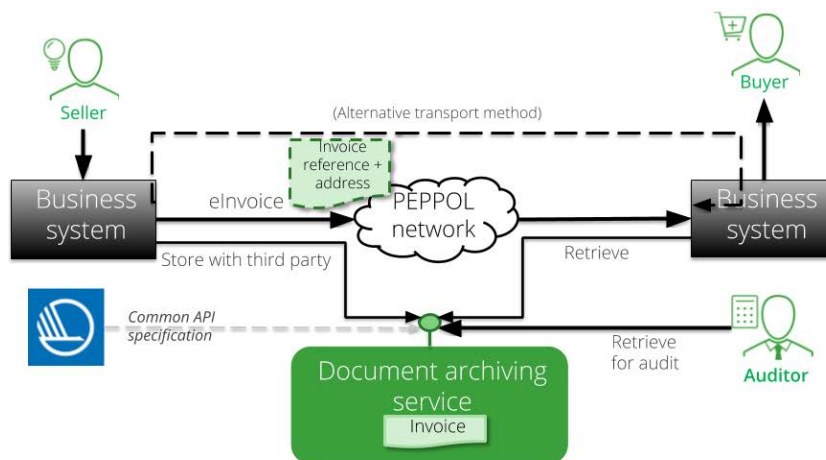 Seller
Buyer
(Alternative transport method)
Invoice
reference +
address
Business
system
eInvoice
PEPPOL
network
Business
system
Store with third party
Retrieve
Common API
specification
Retrieve
for audit
Auditor
Document archiving
service
Invoice